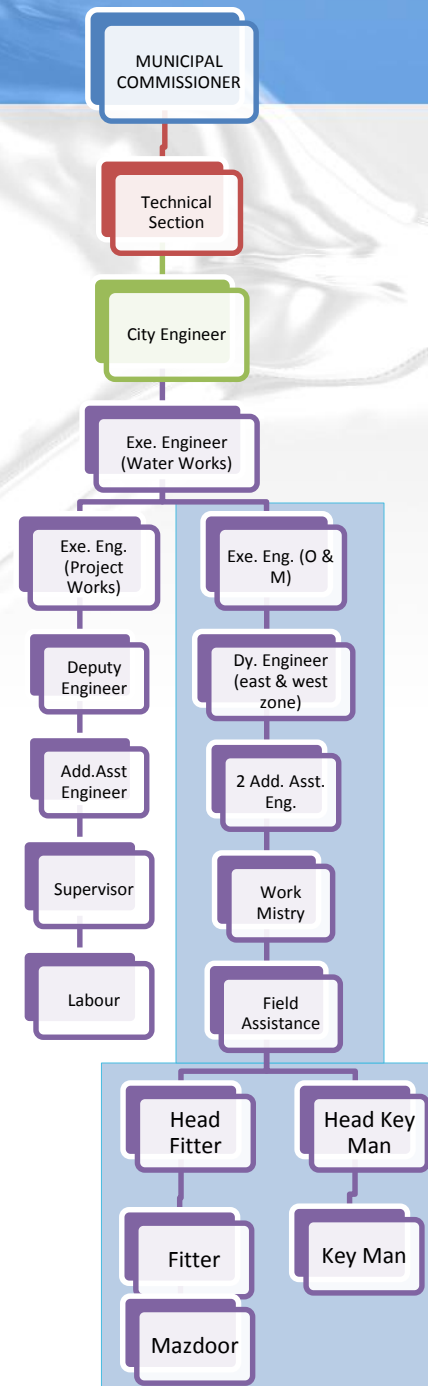 MUNICIPAL
COMMISSIONER
Technical
Section
City Engineer
Exe. Engineer
(Water Works)
Exe. Eng.
(Project
Works)
Deputy
Engineer
Add.Asst
Engineer
Supervisor
Labour
Exe. Eng. (O &
M)
Dy. Engineer
(east & west
zone)
2 Add. Asst.
Eng.
Work
Mistry
Field
Assistance
Head
Fitter
Fitter
Mazdoor
Head Key
Man
Key Man